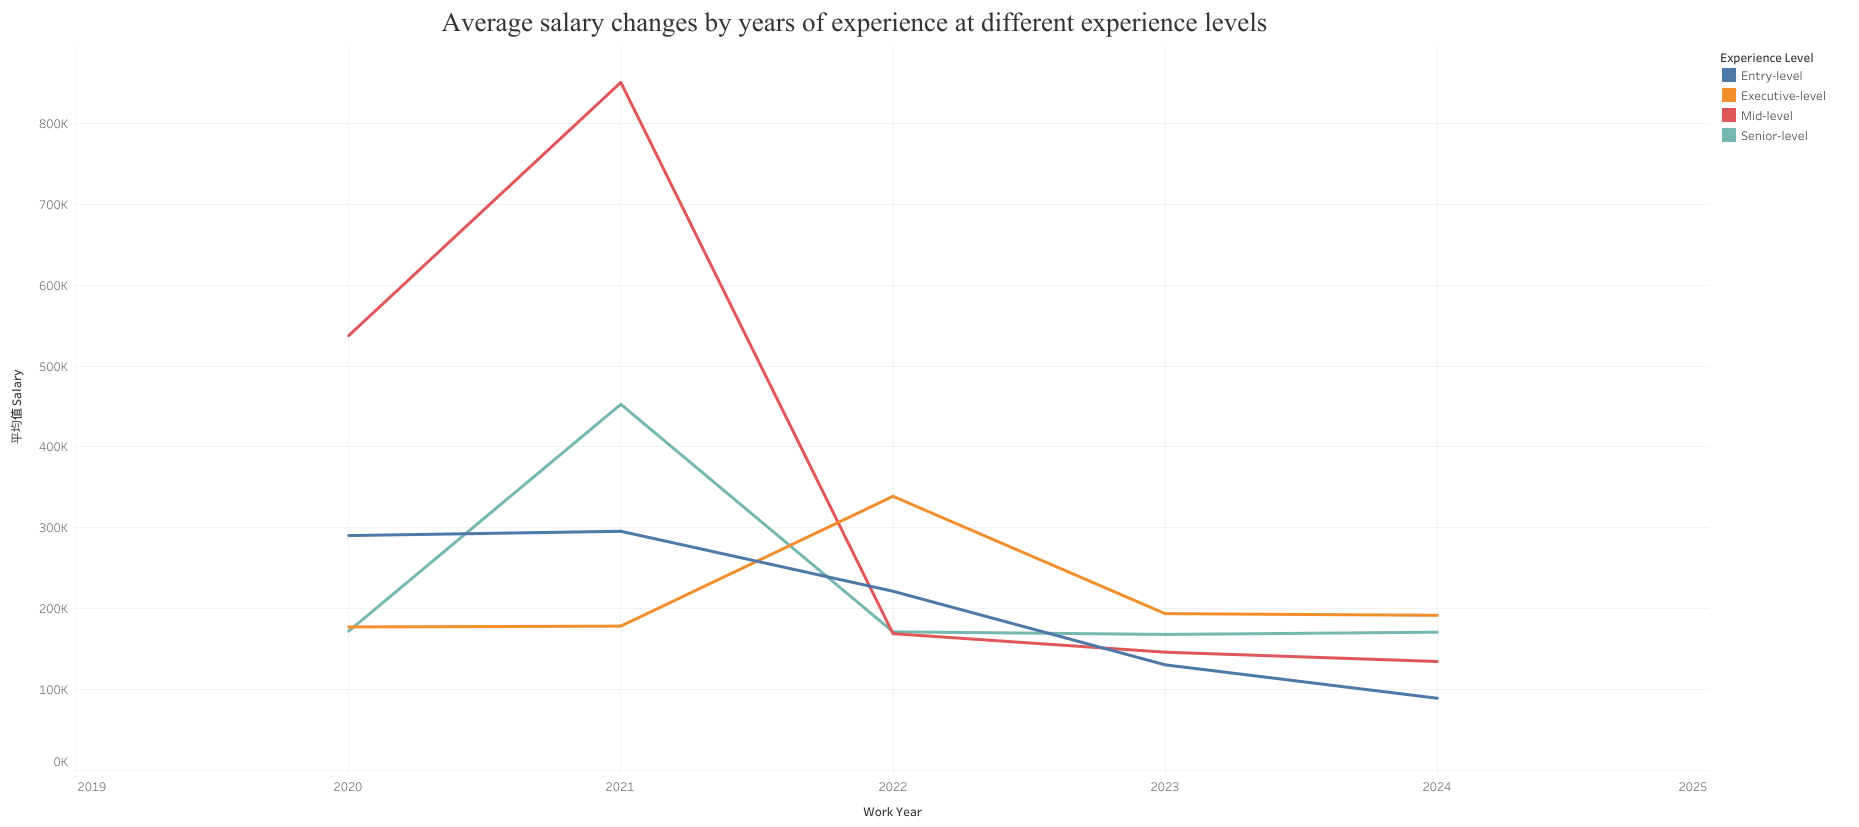 Average salary changes by years of experience at different experience levels
Experience Level
Entry-level
Executive-level
Mid-level
Senior-level
800K
700K
600K
500K
400K
300K
200K
100K
0K
平均值 Salary
2019
2020
2021
2022
2023
2024
2025
Work Year